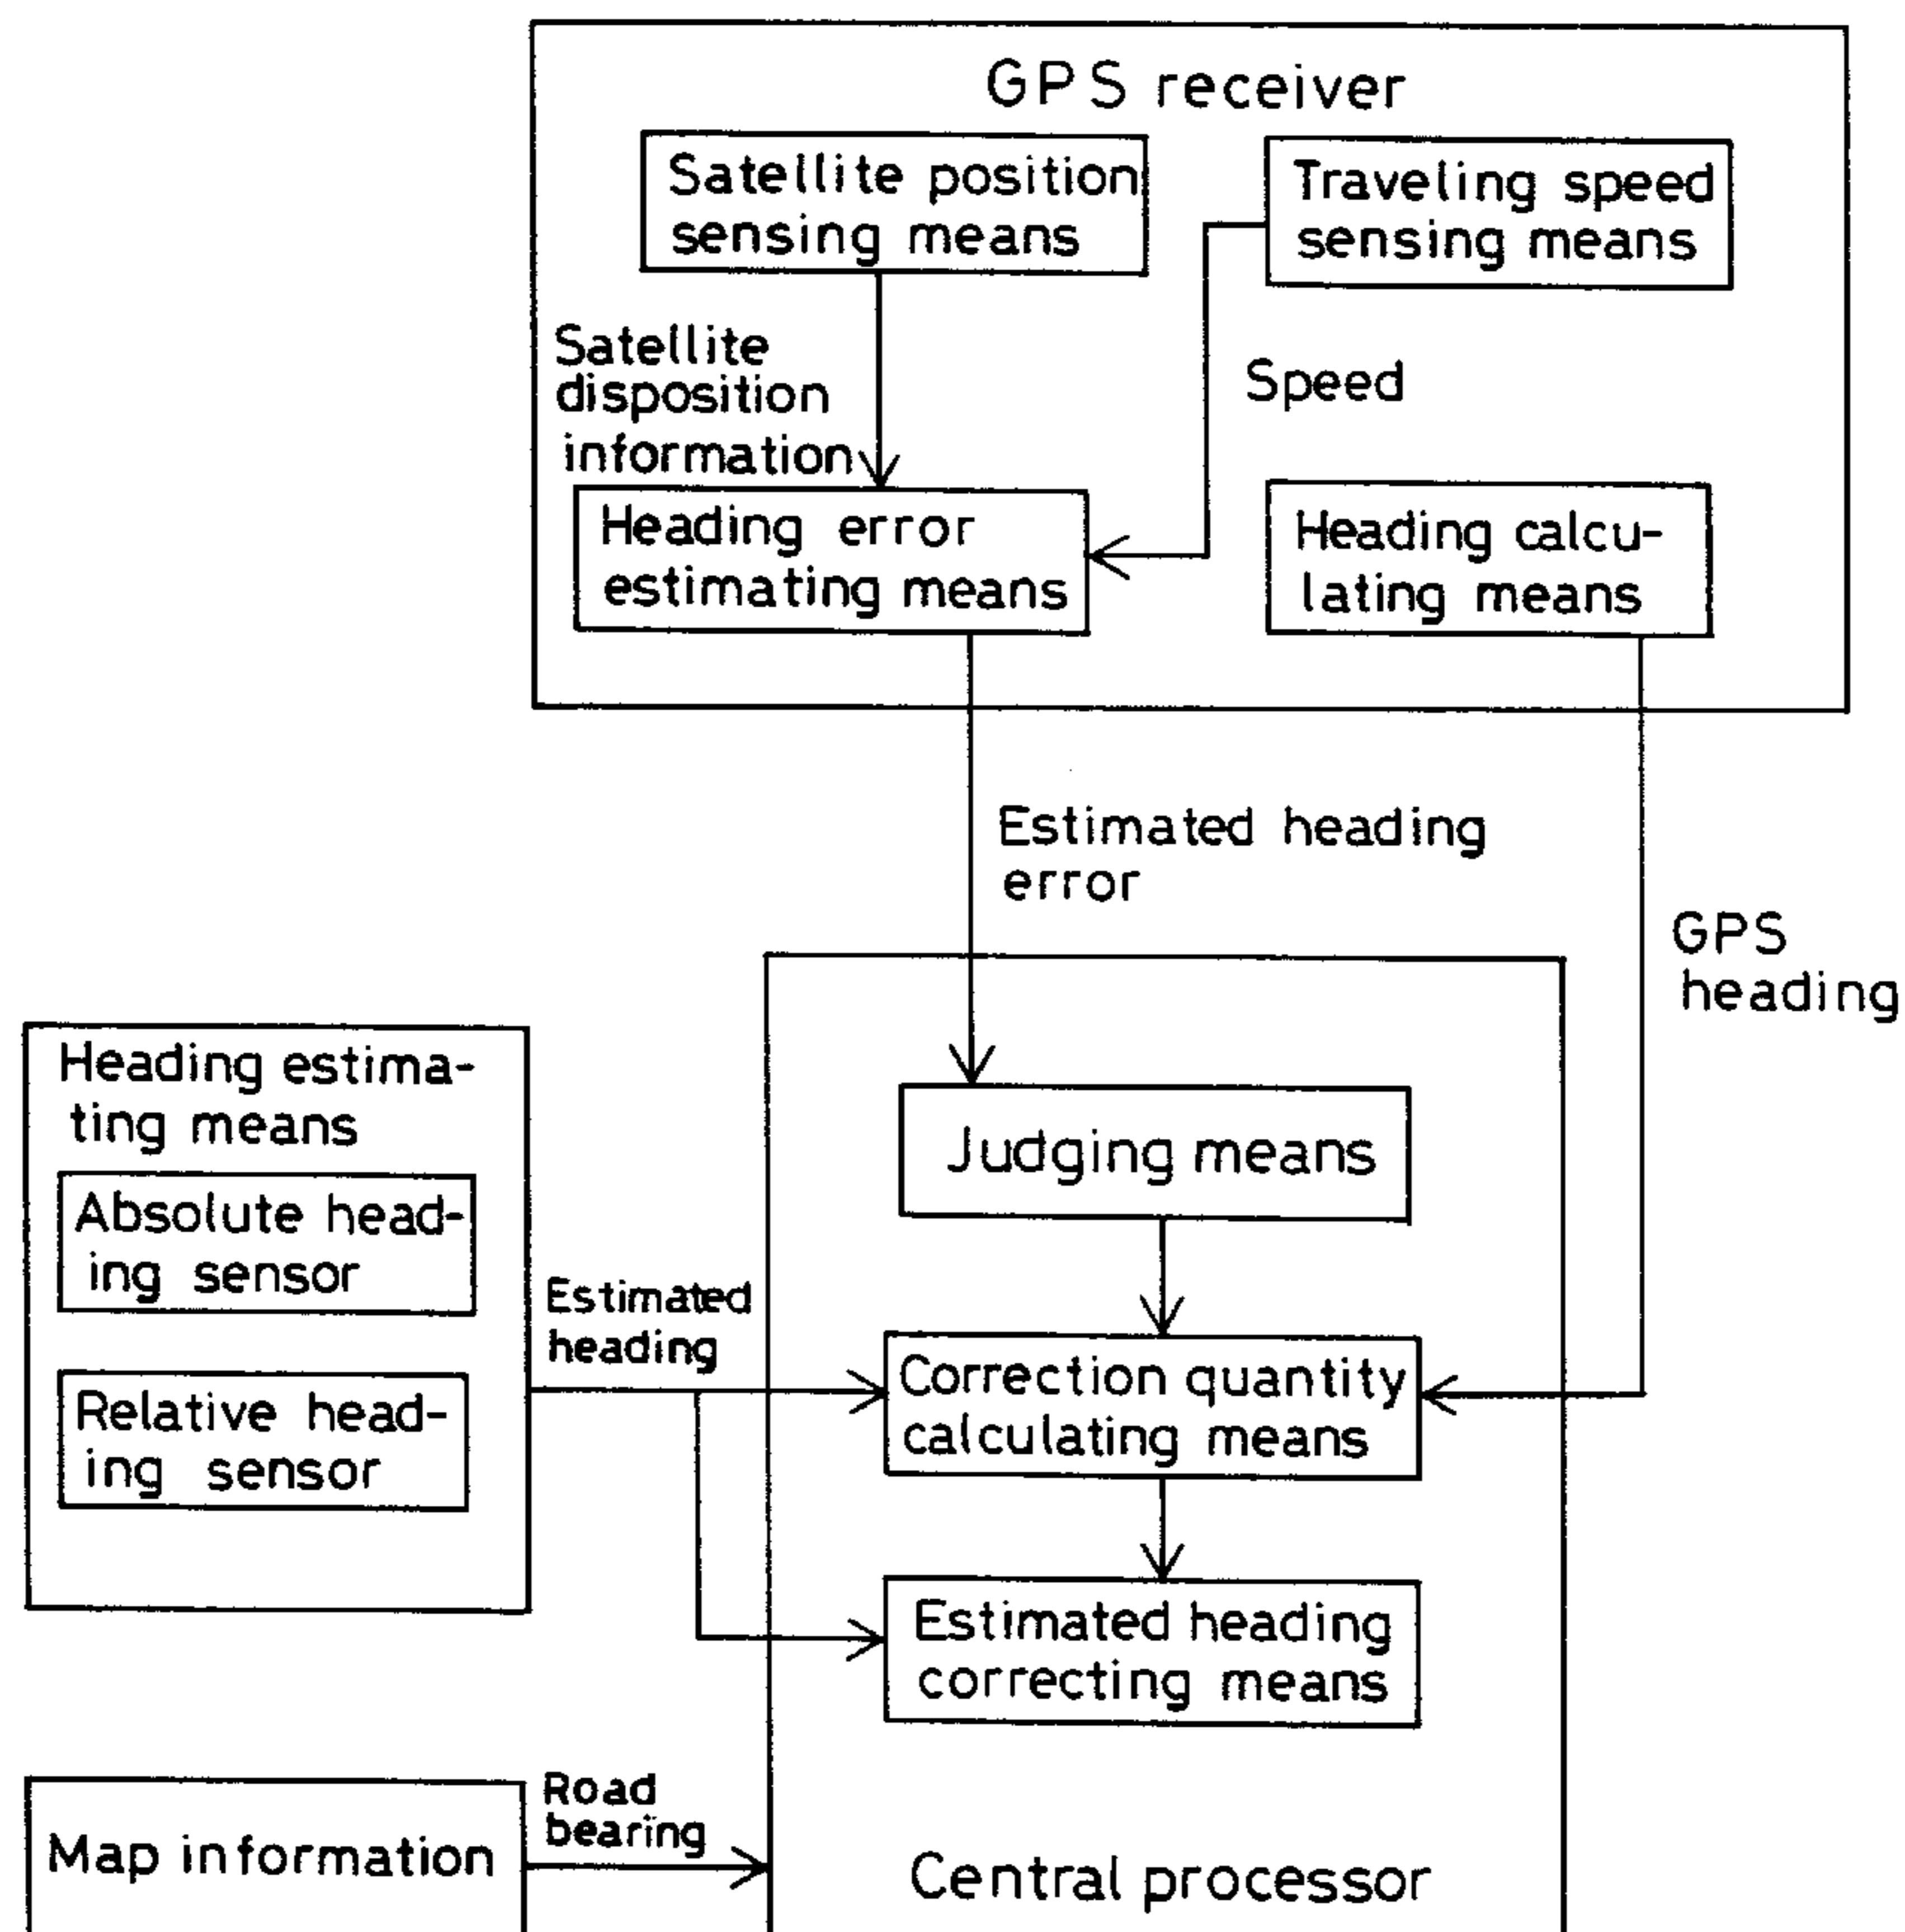 GPS receiver
Satellite position
sensing means
Traveling speed
sensing means
Satellite
disposition
information
Speed
Heading error
estimating means
Heading calcu-
lating means
Estimated heading
error
GPS
heading
Heading estima-
ting means
Absolute head-
ing sensor
Relative head-
ing sensor
Estimated
heading
Judging means
Correction quantity
calculating means
Estimated heading
correcting means
Map information
Road
bearing
Central processor